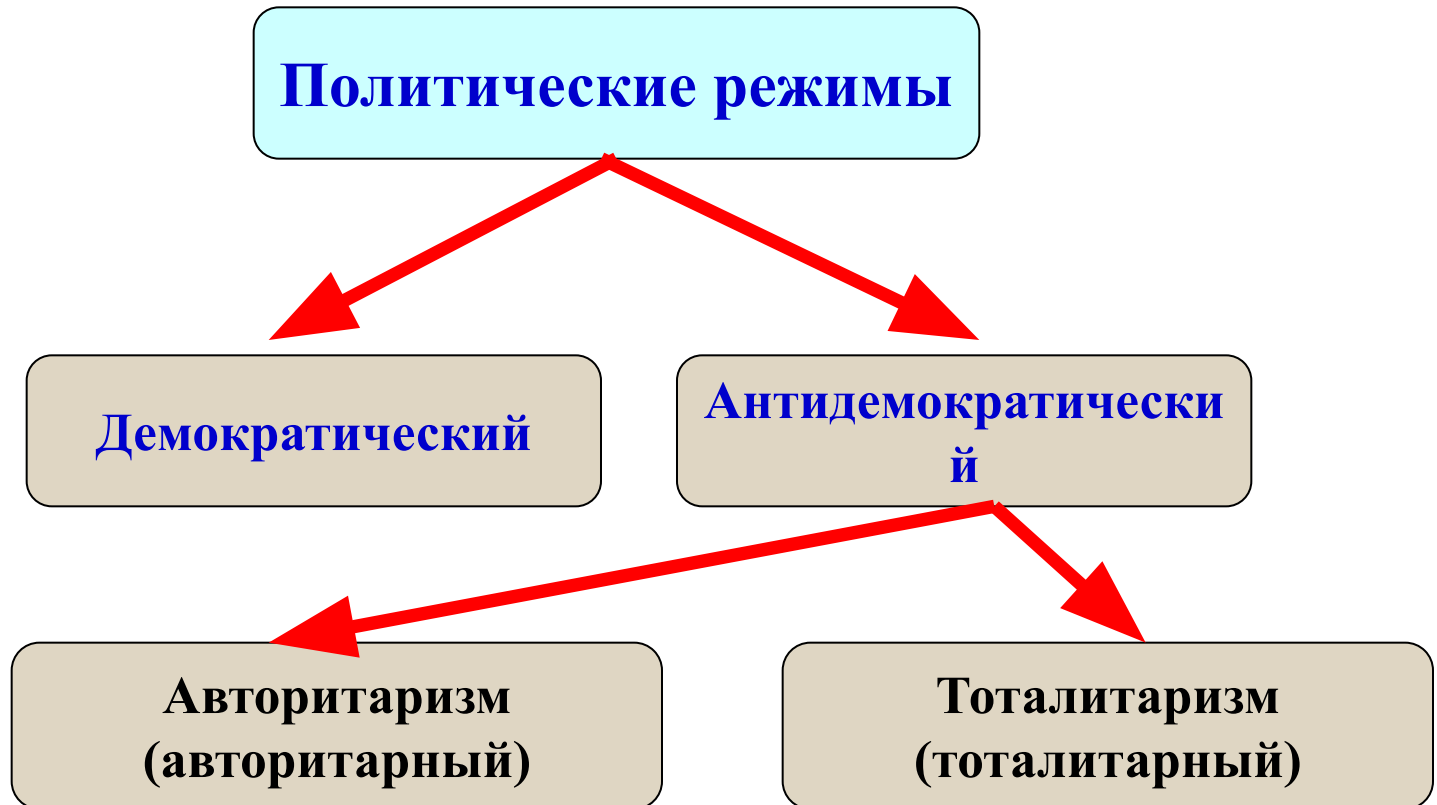 Политические режимы
Демократический
Антидемократически
й
Авторитаризм
(авторитарный)
Тоталитаризм
(тоталитарный)